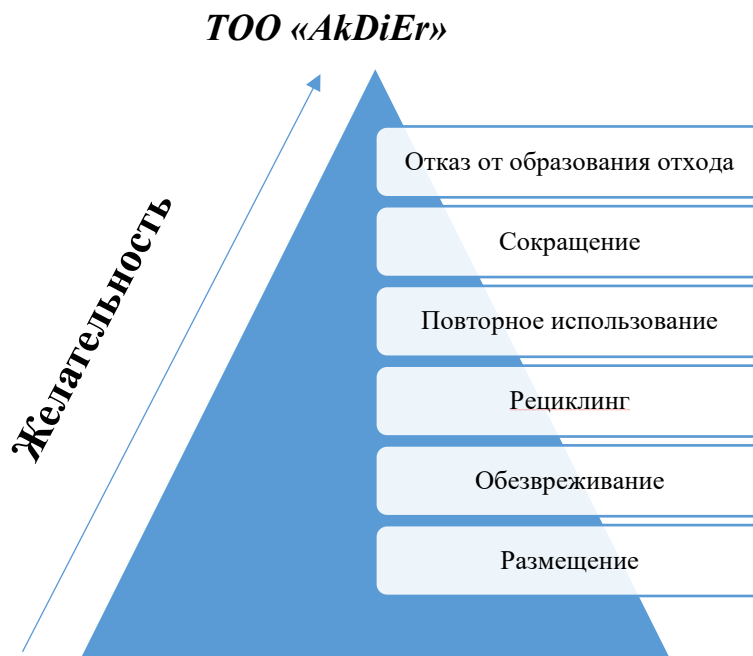 ТОО «AkDiEr»
Желательность
Отказ от образования отхода
Сокращение
Повторное использование
Рециклинг
Обезвреживание
Размещение